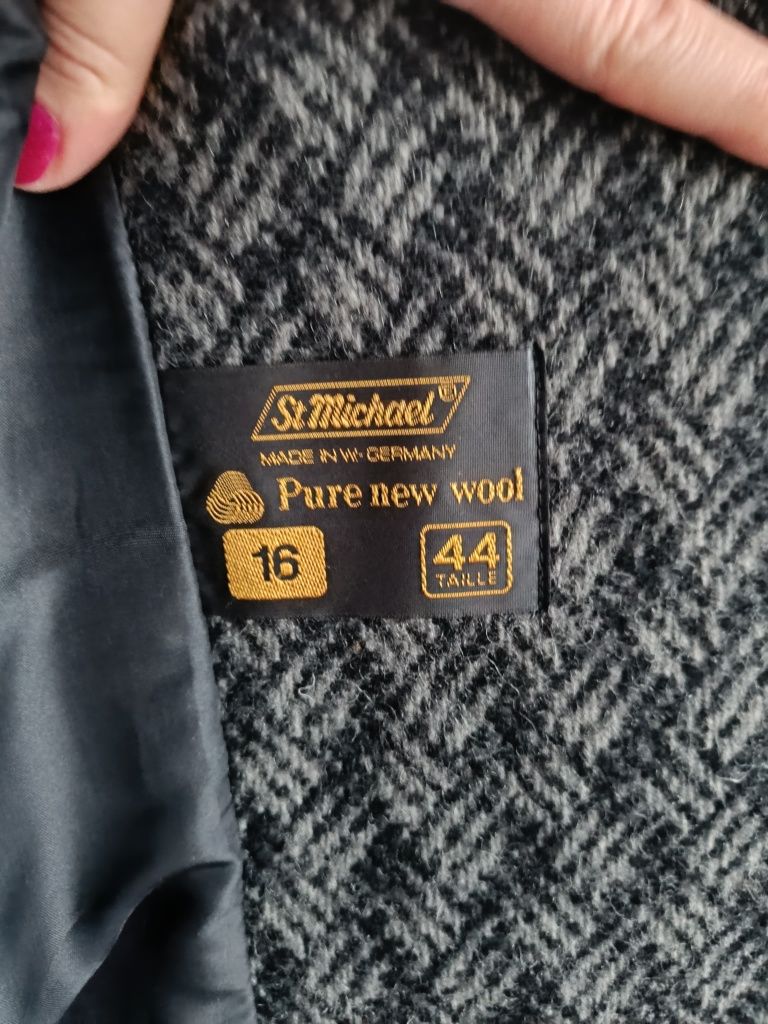 St Michael®
MADE IN W. GERMANY
Pure new wool
16
44
TAILLE